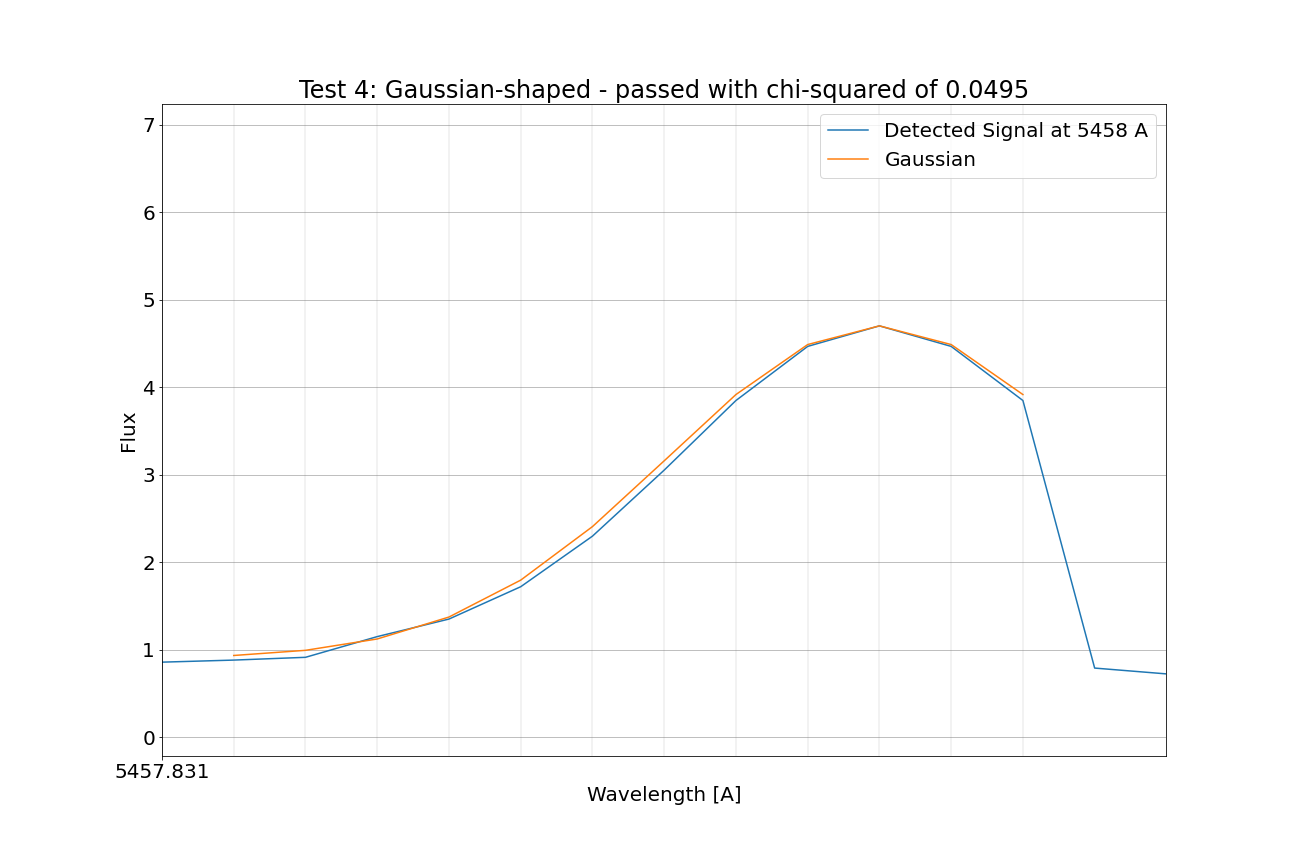 Test 4: Gaussian-shaped - passed with chi-squared of 0.0495
Detected Signal at 5458 A
Gaussian
7
6
5
4
3
2
1
0
Flux
5457.831
Wavelength [A]